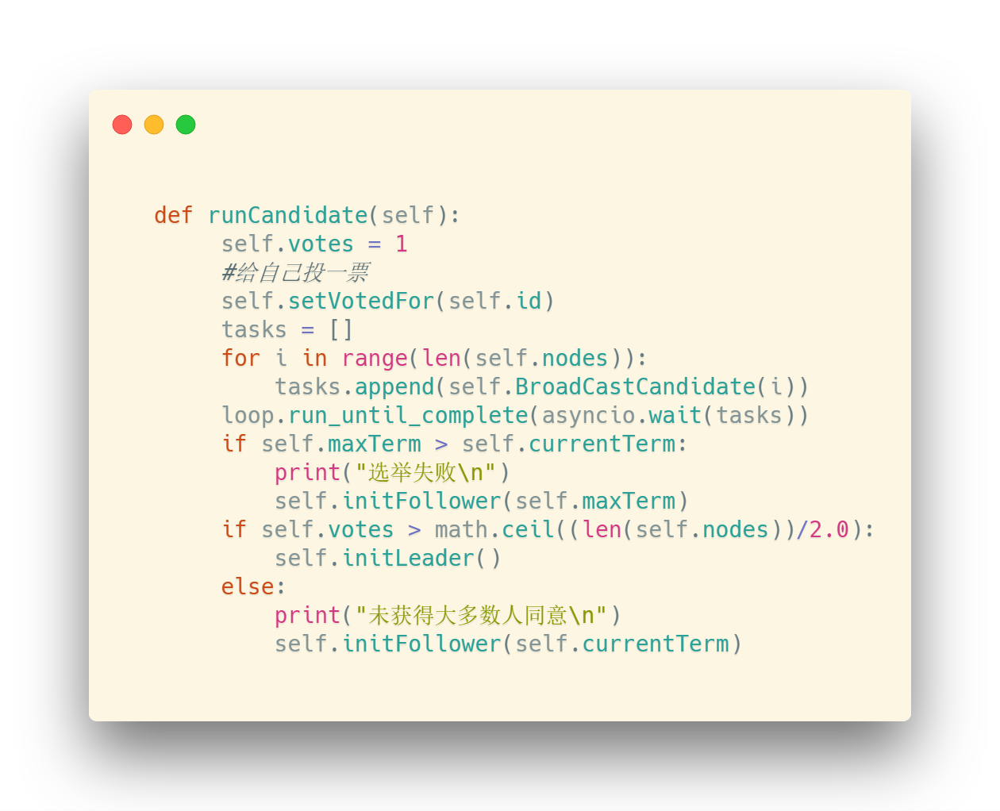 def runCandidate(self):
     self.votes = 1
     #给自己投一票
     self.setVotedFor(self.id)
     tasks = []
     for i in range(len(self.nodes)):
         tasks.append(self.BroadCastCandidate(i))
     loop.run_until_complete(asyncio.wait(tasks))
     if self.maxTerm > self.currentTerm:
         print("选举失败\n")
         self.initFollower(self.maxTerm)
     if self.votes > math.ceil((len(self.nodes))/2.0):
         self.initLeader()
     else:
         print("未获得大多数人同意\n")
         self.initFollower(self.currentTerm)